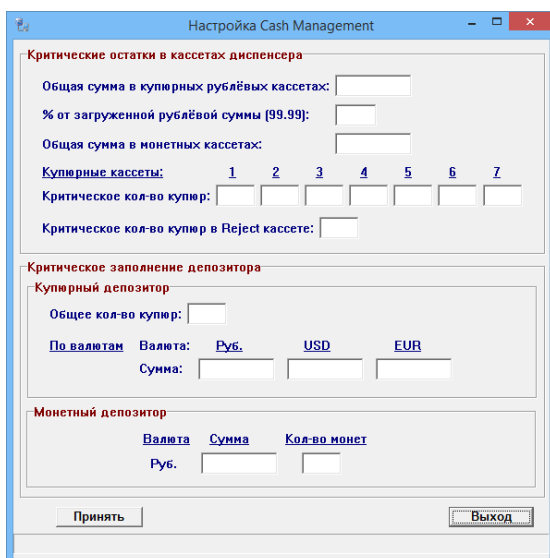 Настройка Cash Management
Критические остатки в кассетах диспенсера
Общая сумма в купюрных рублёвых кассетах:
% от загруженной рублёвой суммы (99.99):
Общая сумма в монетных кассетах:
Купюрные кассеты: 1 2 3 4 5 6 7
Критическое кол-во купюр:
Критическое кол-во купюр в Reject кассете:
Критическое заполнение депозитора
Купюрный депозитор
Общее кол-во купюр:
По валютам Валюта: Руб. USD EUR
Сумма:
Монетный депозитор
Валюта Сумма Кол-во монет
Руб.
Принять Выход